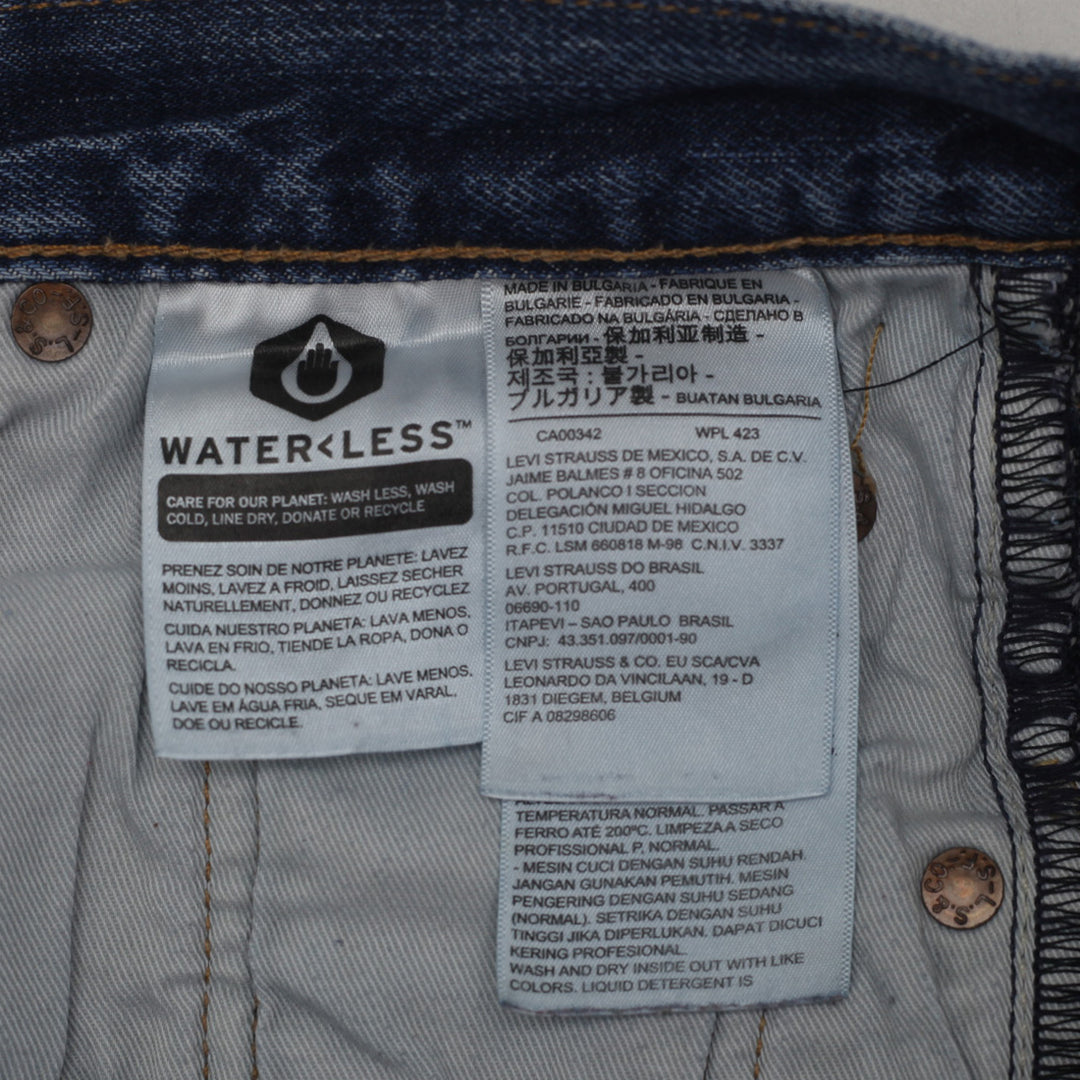 WATER<LESS™
CARE FOR OUR PLANET: WASH LESS, WASH
COLD, LINE DRY, DONATE OR RECYCLE
PRENEZ SOIN DE NOTRE PLANETE: LAVEZ
MOINS, LAVEZ A FROID, LAISSEZ SECHER
NATURELLEMENT, DONNEZ OU RECYCLEZ
CUIDA NUESTRO PLANETA: LAVA MENOS,
LAVA EN FRIO, TIENDE LA ROPA, DONA O
RECICLA.
CUIDE DO NOSSO PLANETA: LAVE MENOS,
LAVE EM ÁGUA FRIA, SEQUE EM VARAL,
DOE OU RECICLE.
MADE IN BULGARIA - FABRIQUE EN
BULGARIE - FABRICADO EN BULGARIA -
FABRICADO NA BULGÁRIA - СДЕЛАНО В
БОЛГАРИИ - 保加利亚制造 -
保加利亞製 -
제조국 : 불가리아 -
ブルガリア製 - BUATAN BULGARIA
CA00342 WPL 423
LEVI STRAUSS DE MEXICO, S.A. DE C.V.
JAIME BALMES # 8 OFICINA 502
COL. POLANCO I SECCION
DELEGACIÓN MIGUEL HIDALGO
C.P. 11510 CIUDAD DE MEXICO
R.F.C. LSM 660818 M-98 C.N.I.V. 3337
LEVI STRAUSS DO BRASIL
AV. PORTUGAL, 400
06690-110
ITAPEVI – SAO PAULO BRASIL
CNPJ: 43.351.097/0001-90
LEVI STRAUSS & CO. EU SCA/CVA
LEONARDO DA VINCILAAN, 19 - D
1831 DIEGEM, BELGIUM
CIF A 08298606
TEMPERATURA NORMAL. PASSAR A
FERRO ATÉ 200ºC. LIMPEZA A SECO
PROFISSIONAL P, NORMAL.
- MESIN CUCI DENGAN SUHU RENDAH.
JANGAN GUNAKAN PEMUTIH. MESIN
PENGERING DENGAN SUHU SEDANG
(NORMAL). SETRIKA DENGAN SUHU
TINGGI JIKA DIPERLUKAN. DAPAT DICUCI
KERING PROFESIONAL.
WASH AND DRY INSIDE OUT WITH LIKE
COLORS. LIQUID DETERGENT IS
L.S. & CO-SF-
L.S. & CO-SF-